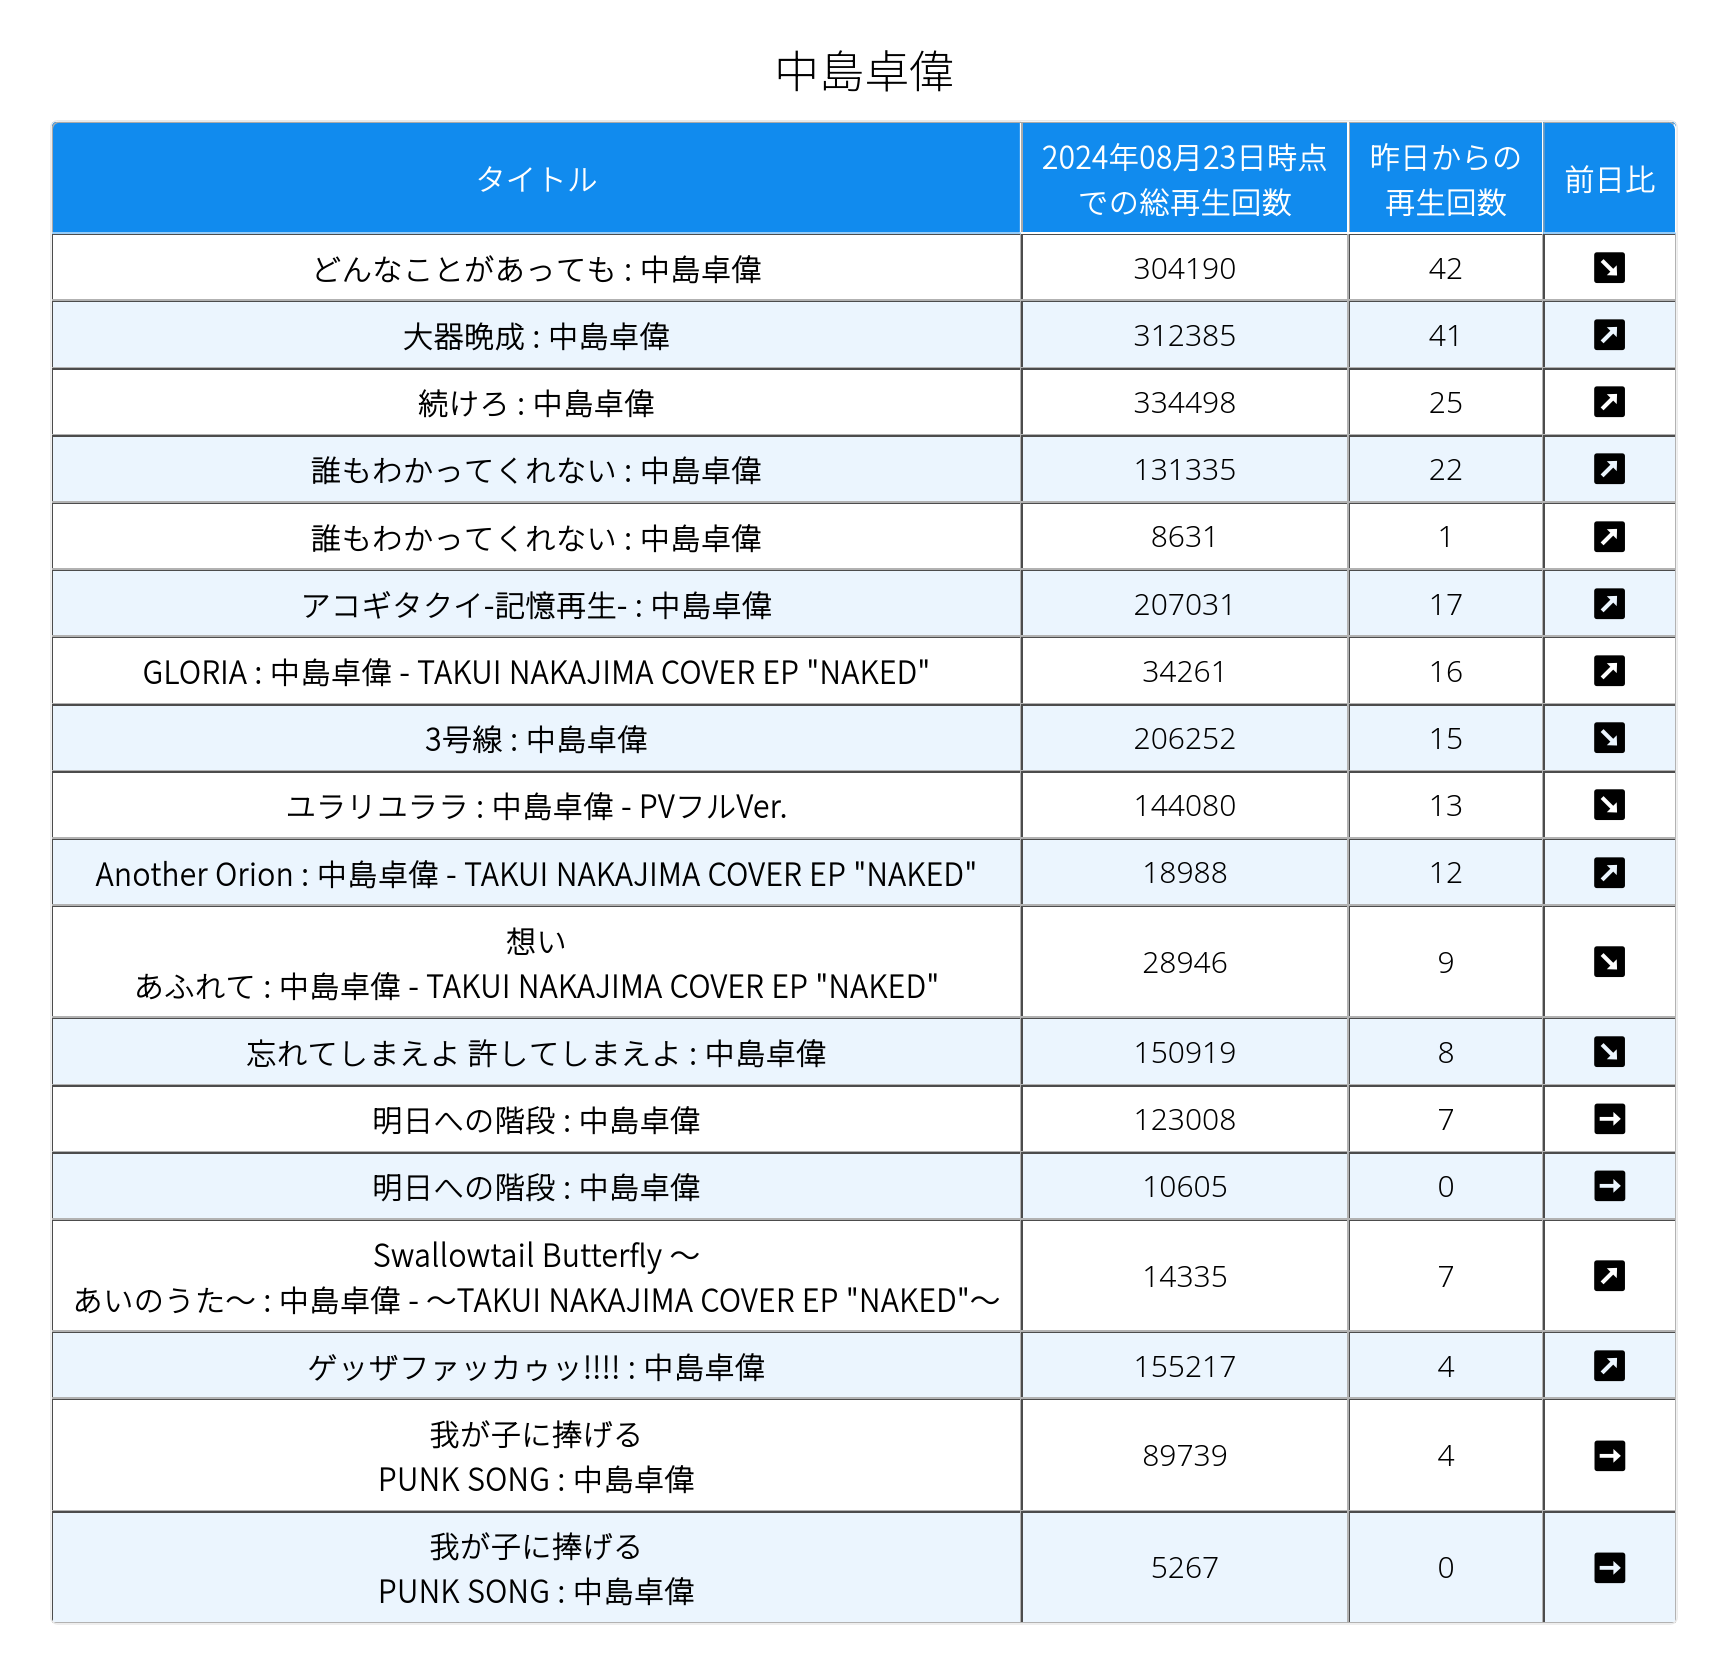 中島卓偉
タイトル
2024年08月23日時点
での総再生回数
昨日からの
再生回数
前日比
どんなことがあっても : 中島卓偉
304190
42
大器晩成 : 中島卓偉
312385
41
続けろ : 中島卓偉
334498
25
誰もわかってくれない : 中島卓偉
131335
22
誰もわかってくれない : 中島卓偉
8631
1
アコギタクイ-記憶再生- : 中島卓偉
207031
17
GLORIA : 中島卓偉 - TAKUI NAKAJIMA COVER EP "NAKED"
34261
16
3号線 : 中島卓偉
206252
15
ユラリユララ : 中島卓偉 - PVフルVer.
144080
13
Another Orion : 中島卓偉 - TAKUI NAKAJIMA COVER EP "NAKED"
18988
12
想い
あふれて : 中島卓偉 - TAKUI NAKAJIMA COVER EP "NAKED"
28946
9
忘れてしまえよ 許してしまえよ : 中島卓偉
150919
8
明日への階段 : 中島卓偉
123008
7
明日への階段 : 中島卓偉
10605
0
Swallowtail Butterfly 〜
あいのうた〜 : 中島卓偉 - 〜TAKUI NAKAJIMA COVER EP "NAKED"〜
14335
7
ゲッザファッカゥッ!!!! : 中島卓偉
155217
4
我が子に捧げる
PUNK SONG : 中島卓偉
89739
4
我が子に捧げる
PUNK SONG : 中島卓偉
5267
0